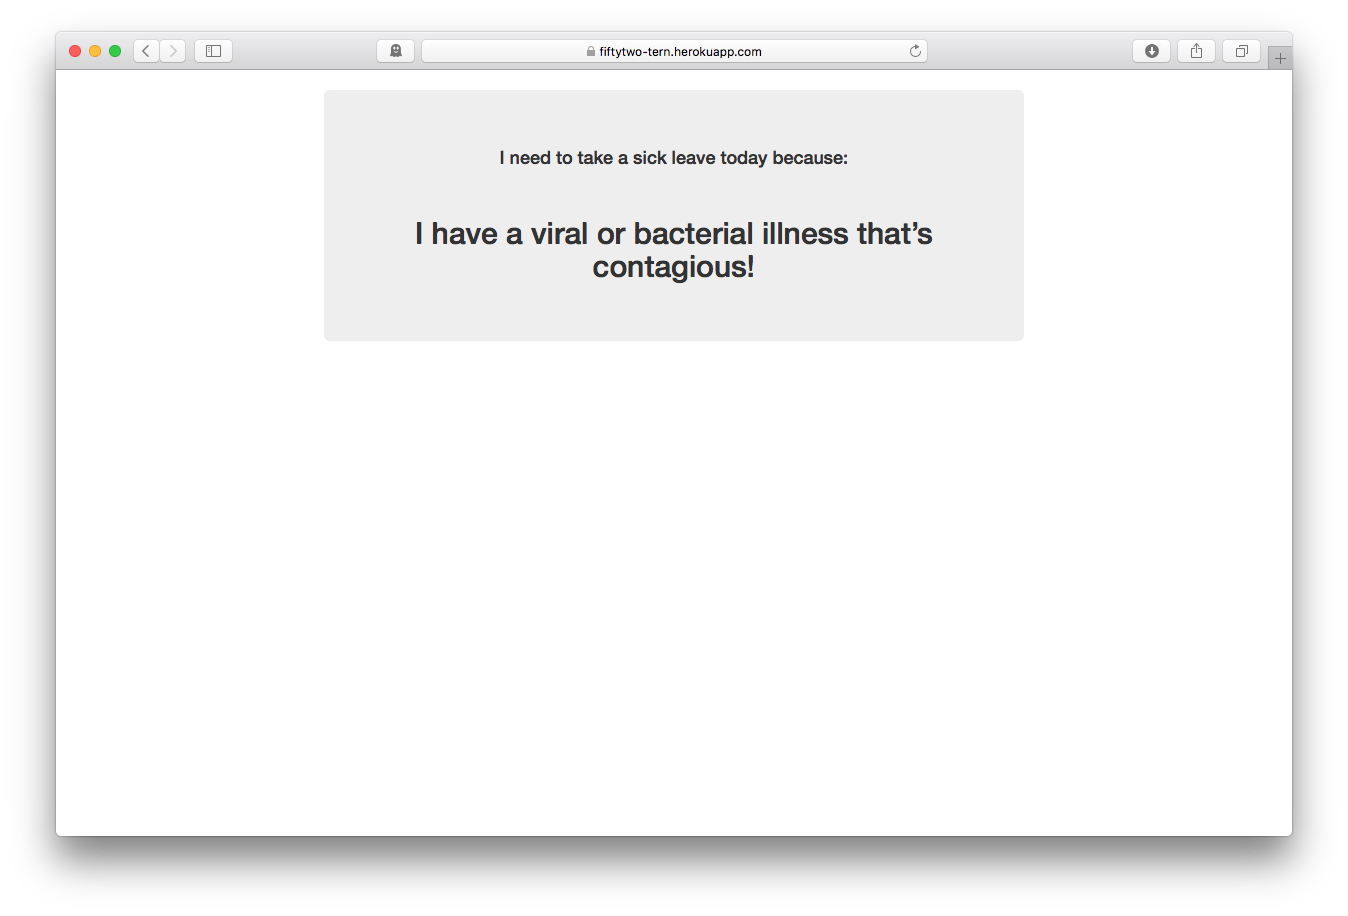 fiftytwo-tern.herokuapp.com
I need to take a sick leave today because:
I have a viral or bacterial illness that’s
contagious!